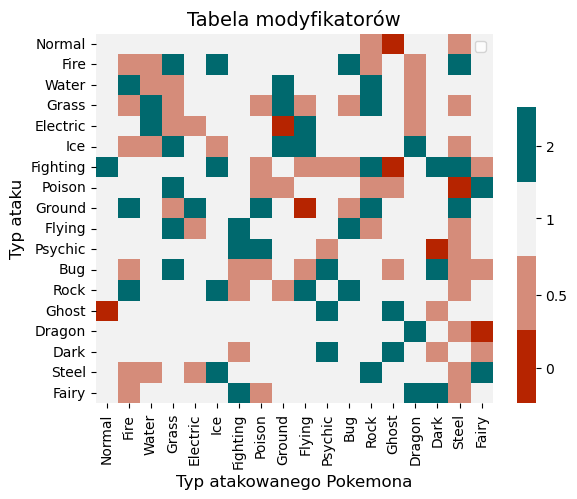 Tabela modyfikatorów
Typ ataku
Normal
Fire
Water
Grass
Electric
Ice
Fighting
Poison
Ground
Flying
Psychic
Bug
Rock
Ghost
Dragon
Dark
Steel
Fairy
Normal
Fire
Water
Grass
Electric
Ice
Fighting
Poison
Ground
Flying
Psychic
Bug
Rock
Ghost
Dragon
Dark
Steel
Fairy
Typ atakowanego Pokemona
2
1
0.5
0